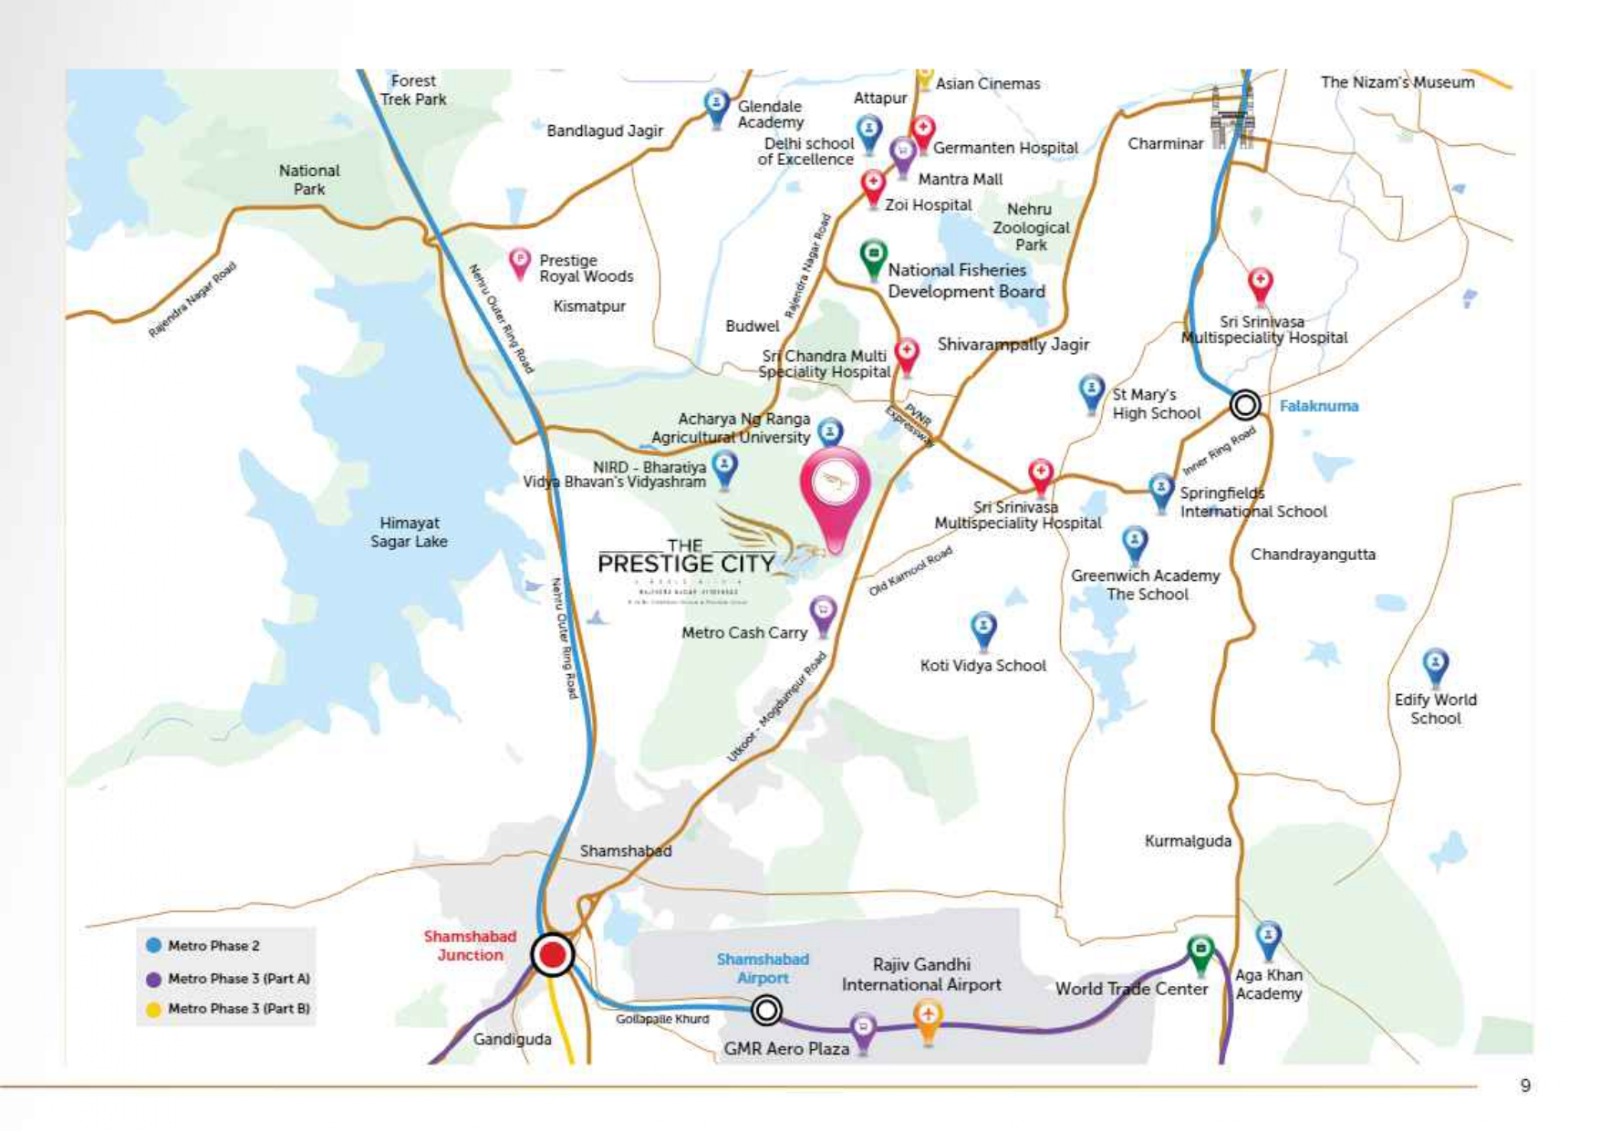 Forest
Trek Park
Asian Cinemas
The Nizam's Museum
Glendale
Academy
Attapur
Bandlagud Jagir
Delhi school
of Excellence
Germanten Hospital
Charminar
National
Park
Mantra Mall
Zoi Hospital
Nehru
Zoological
Park
Rajendra Nagar Road
Prestige
Royal Woods
Kismatpur
Nehru Outer Ring Road
Rajendra Nagar Road
National Fisheries
Development Board
Budwel
Sri Srinivasa
Multispeciality Hospital
Shivarampally Jagir
Sri Chandra Multi
Speciality Hospital
St Mary's
High School
Falaknuma
PVNR
Expressway
Acharya Ng Ranga
Agricultural University
Inner Ring Road
NIRD - Bharatiya
Vidya Bhavan's Vidyashram
Springfields
International School
Sri Srinivasa
Multispeciality Hospital
Himayat
Sagar Lake
THE
PRESTIGE CITY
Old Karnool Road
Chandrayangutta
Greenwich Academy
The School
Nehru Outer Ring Road
Metro Cash Carry
Koti Vidya School
Utkoor - Mogdumpur Road
Edify World
School
Shamshabad
Kurmalguda
Shamshabad
Junction
Metro Phase 2
Metro Phase 3 (Part A)
Metro Phase 3 (Part B)
Shamshabad
Airport
Rajiv Gandhi
International Airport
World Trade Center
Aga Khan
Academy
Gollapalle Khurd
Gandiguda
GMR Aero Plaza
9